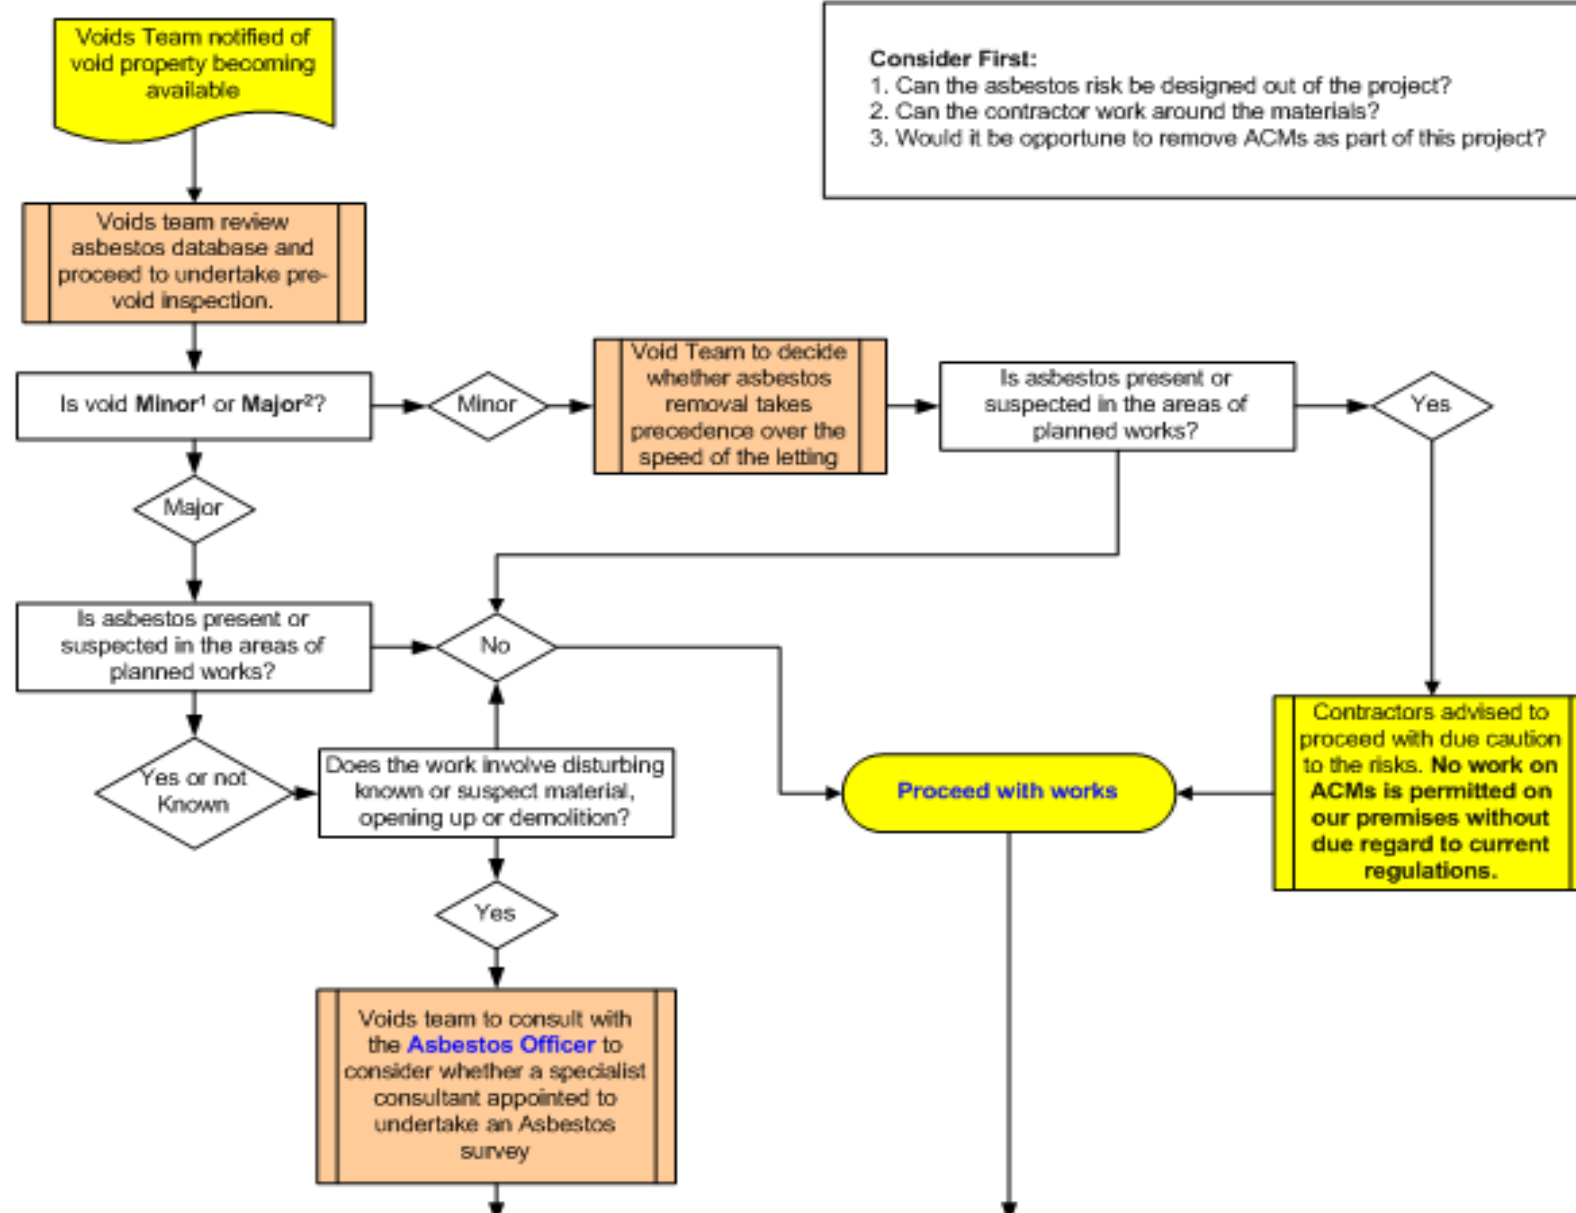 Voids Team notified of
void property becoming
available
Consider First:
1. Can the asbestos risk be designed out of the project?
2. Can the contractor work around the materials?
3. Would it be opportune to remove ACMs as part of this project?
Voids team review
asbestos database and
proceed to undertake pre-
void inspection.
Is void Minor¹ or Major²?
Minor
Void Team to decide
whether asbestos
removal takes
precedence over the
speed of the letting
Is asbestos present or
suspected in the areas of
planned works?
Yes
Major
Is asbestos present or
suspected in the areas of
planned works?
No
Yes or not
Known
Does the work involve disturbing
known or suspect material,
opening up or demolition?
Proceed with works
Contractors advised to
proceed with due caution
to the risks. No work on
ACMs is permitted on
our premises without
due regard to current
regulations.
Yes
Voids team to consult with
the Asbestos Officer to
consider whether a specialist
consultant appointed to
undertake an Asbestos
survey